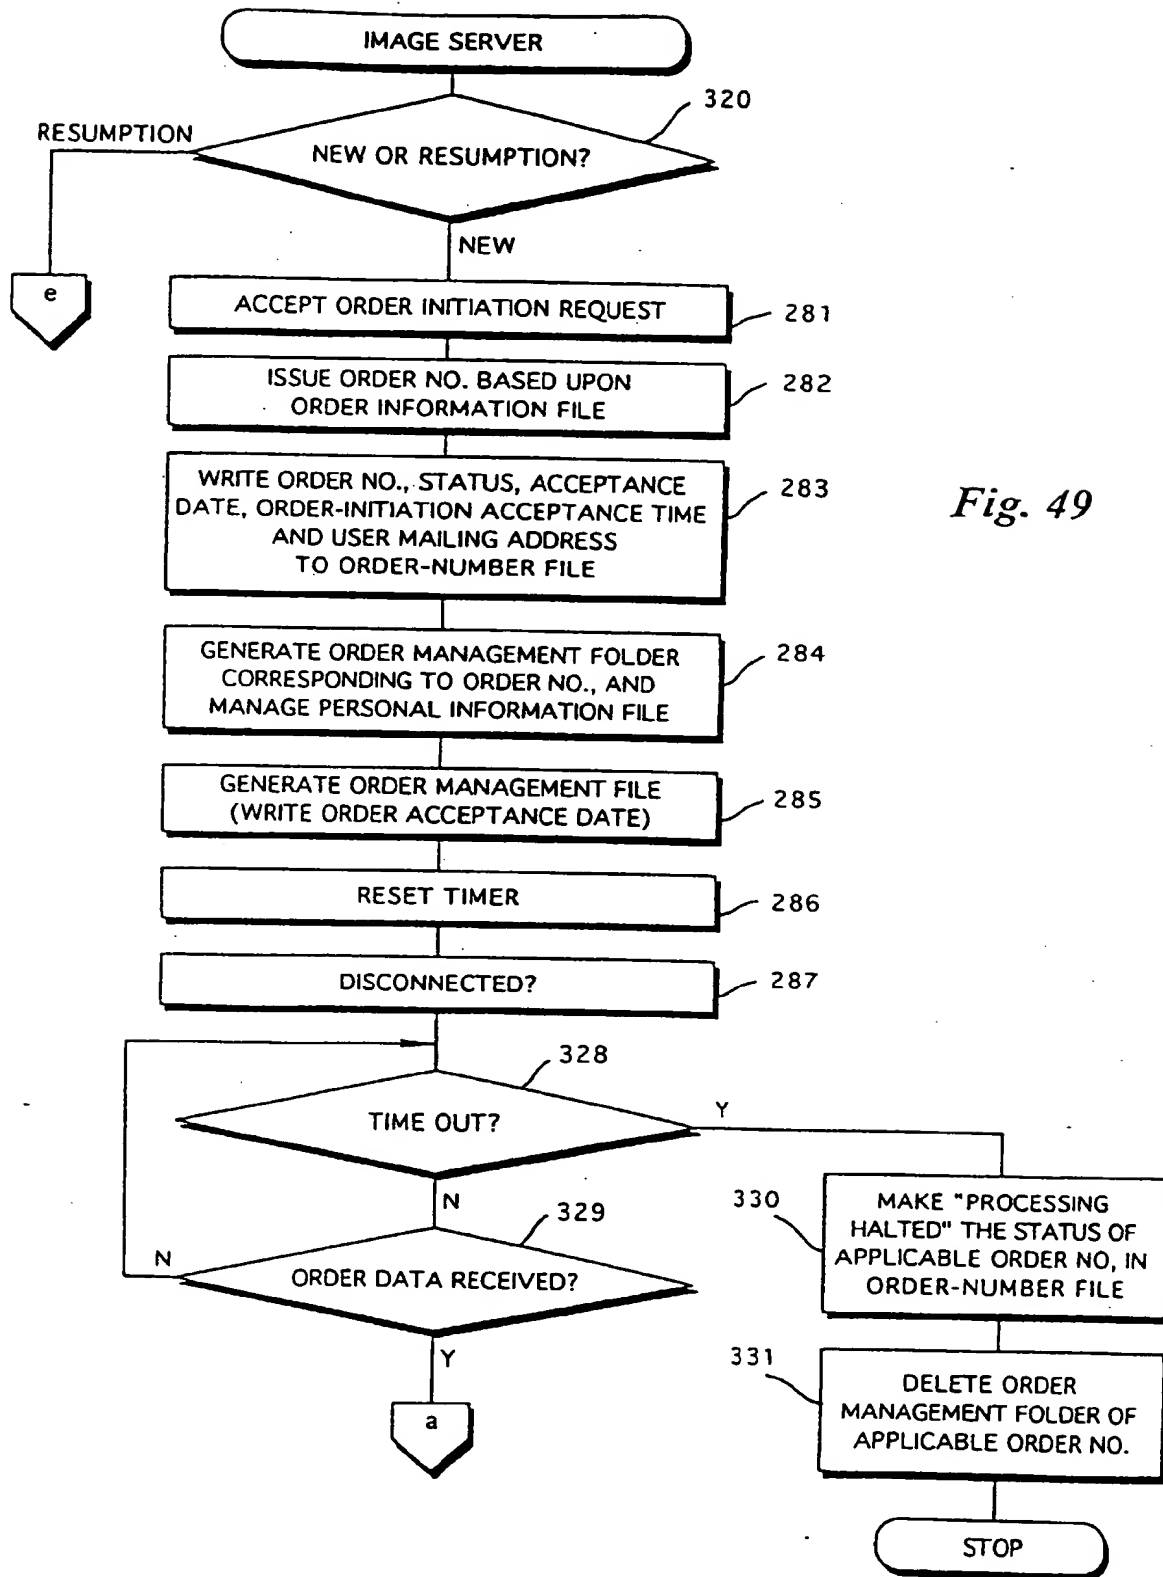 IMAGE SERVER
320
RESUMPTION
NEW OR RESUMPTION?
NEW
e
ACCEPT ORDER INITIATION REQUEST
281
ISSUE ORDER NO. BASED UPON
ORDER INFORMATION FILE
282
WRITE ORDER NO., STATUS, ACCEPTANCE
DATE, ORDER-INITIATION ACCEPTANCE TIME
AND USER MAILING ADDRESS
TO ORDER-NUMBER FILE
283
Fig. 49
GENERATE ORDER MANAGEMENT FOLDER
CORRESPONDING TO ORDER NO., AND
MANAGE PERSONAL INFORMATION FILE
284
GENERATE ORDER MANAGEMENT FILE
(WRITE ORDER ACCEPTANCE DATE)
285
RESET TIMER
286
DISCONNECTED?
287
328
TIME OUT?
Y
N
329
N
ORDER DATA RECEIVED?
Y
a
330
MAKE "PROCESSING
HALTED" THE STATUS OF
APPLICABLE ORDER NO, IN
ORDER-NUMBER FILE
331
DELETE ORDER
MANAGEMENT FOLDER OF
APPLICABLE ORDER NO.
STOP